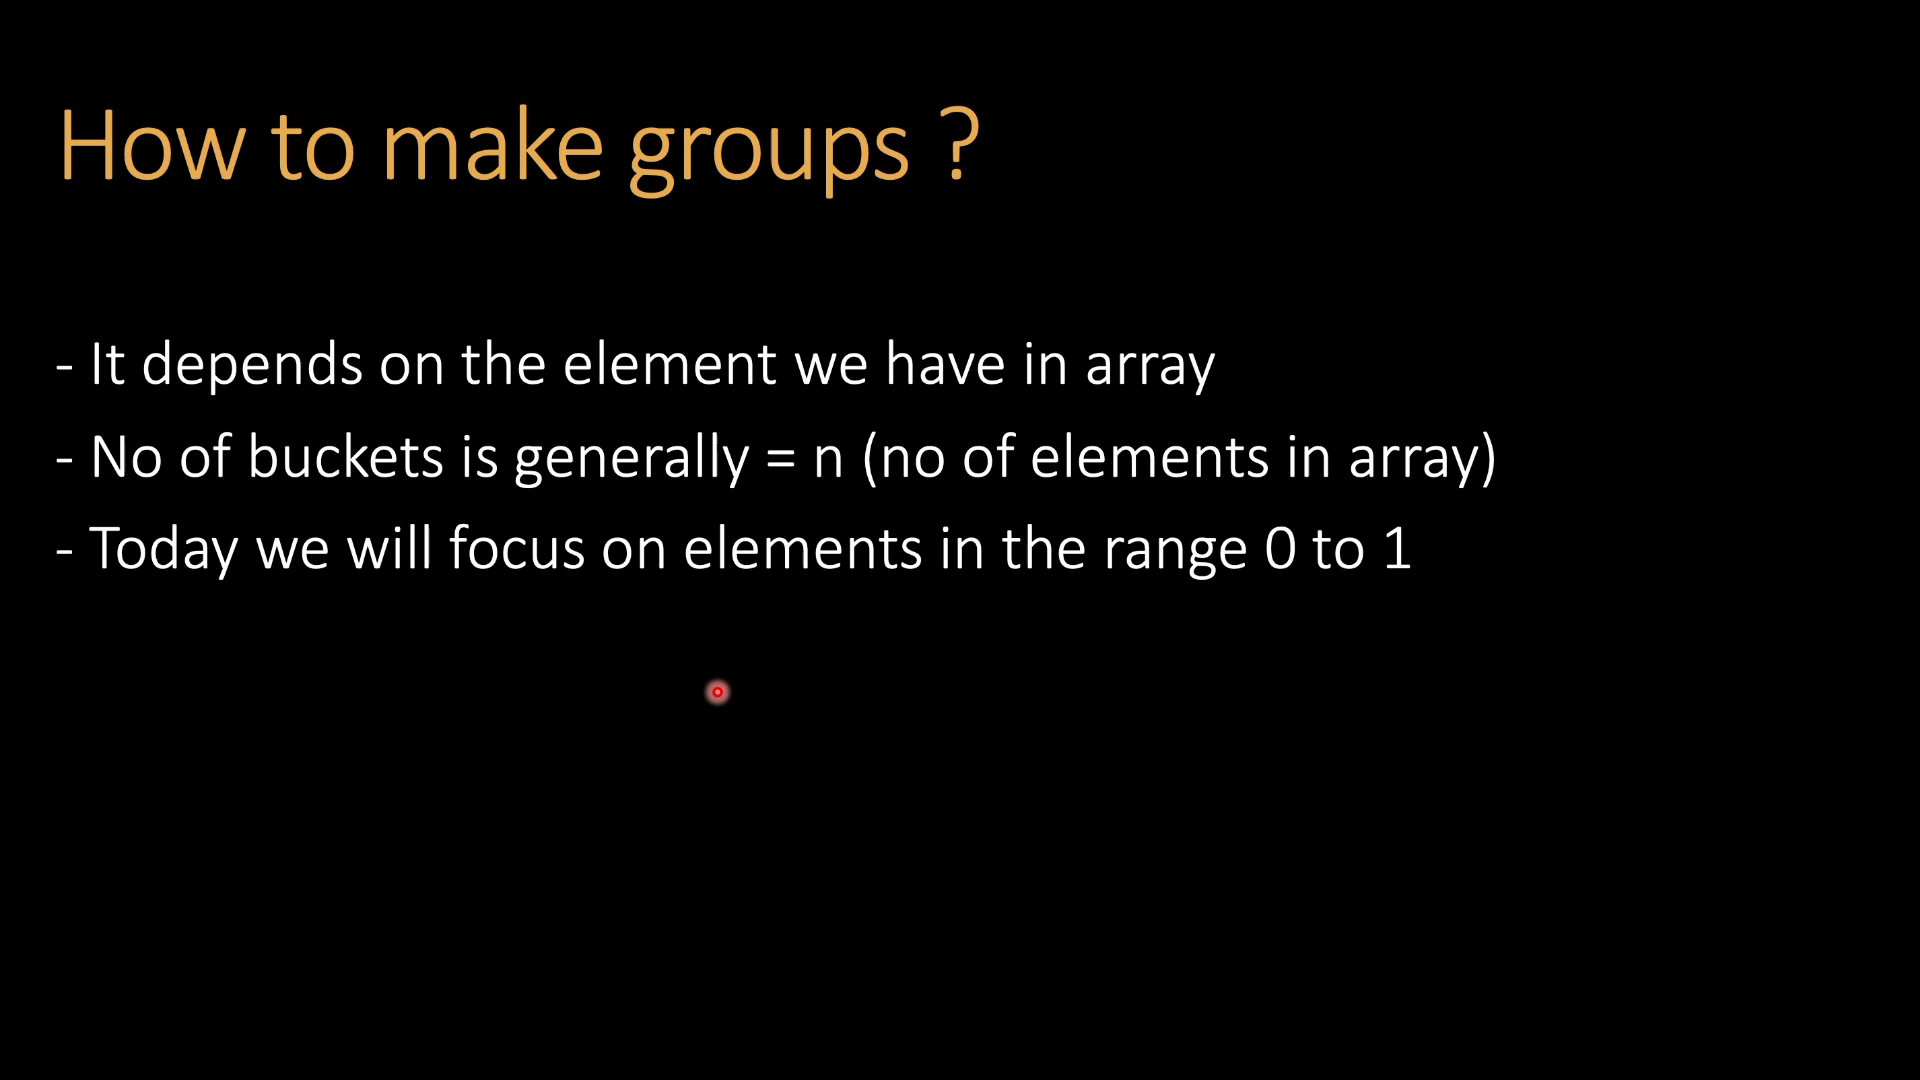 How to make groups ?
- It depends on the element we have in array
- No of buckets is generally = n (no of elements in array)
- Today we will focus on elements in the range 0 to 1